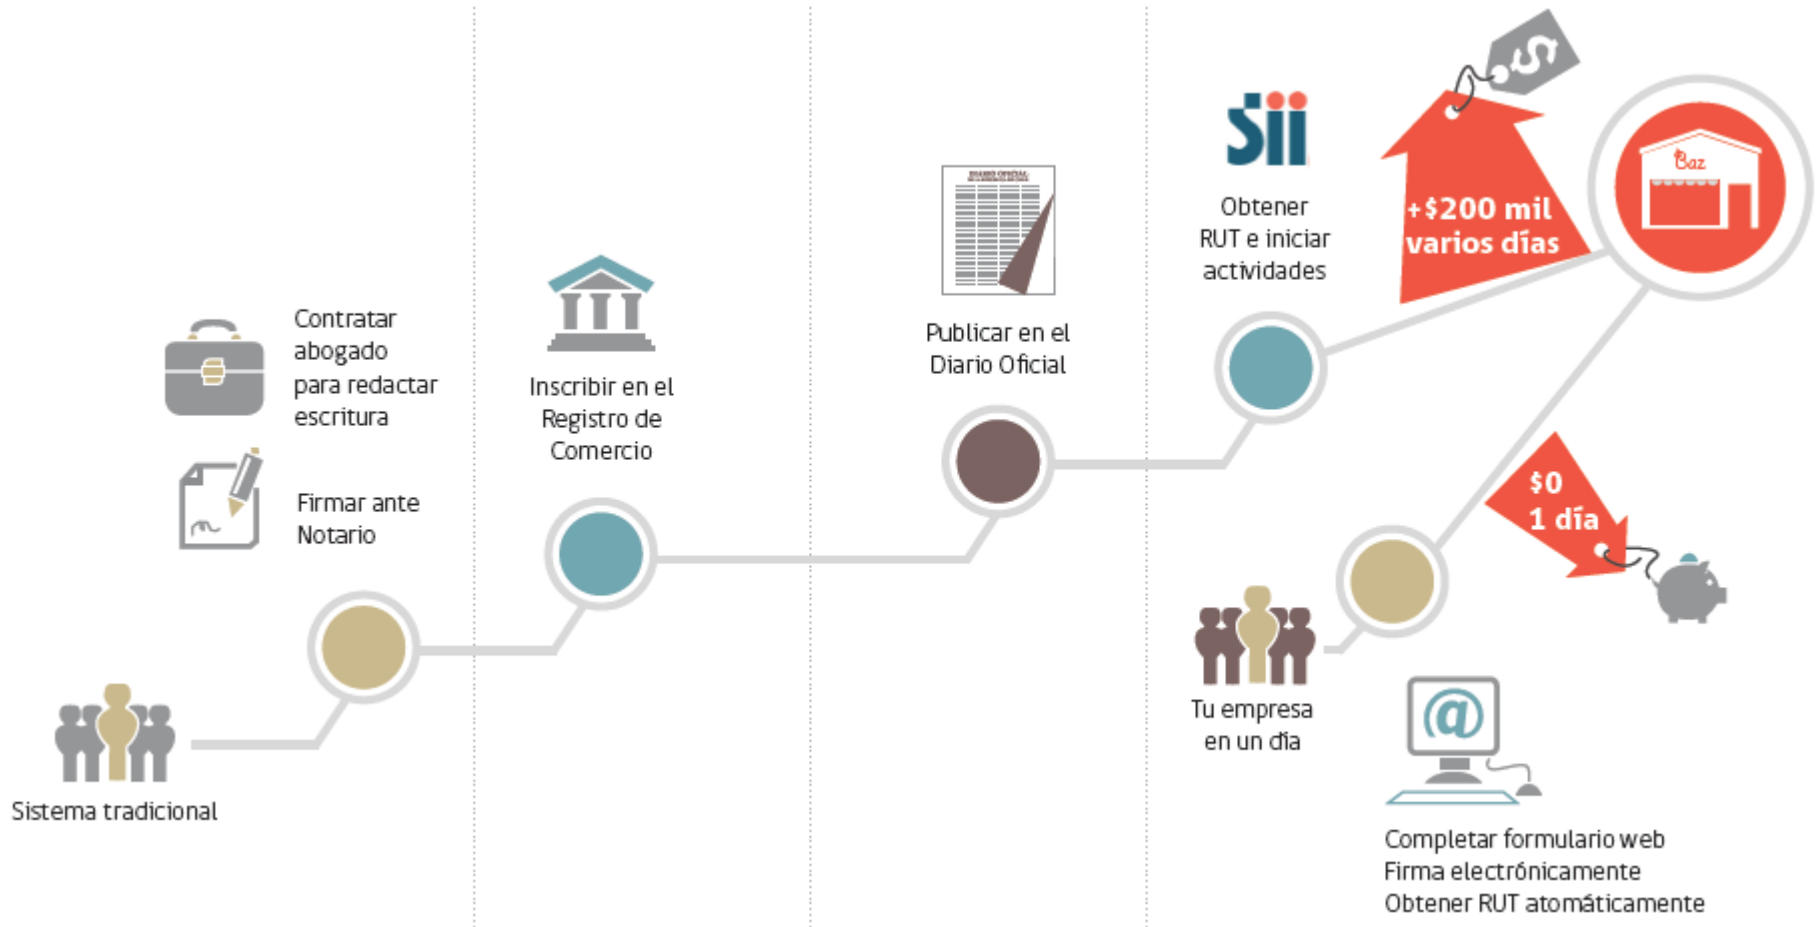 Sistema tradicional
Contratar
abogado
para redactar
escritura
Firmar ante
Notario
Inscribir en el
Registro de
Comercio
DIARIO OFICIAL
Publicar en el
Diario Oficial
Sii
Obtener
RUT e iniciar
actividades
$
+$200 mil
varios días
Baz
$0
1 día
Tu empresa
en un día
@
Completar formulario web
Firma electrónicamente
Obtener RUT atomáticamente